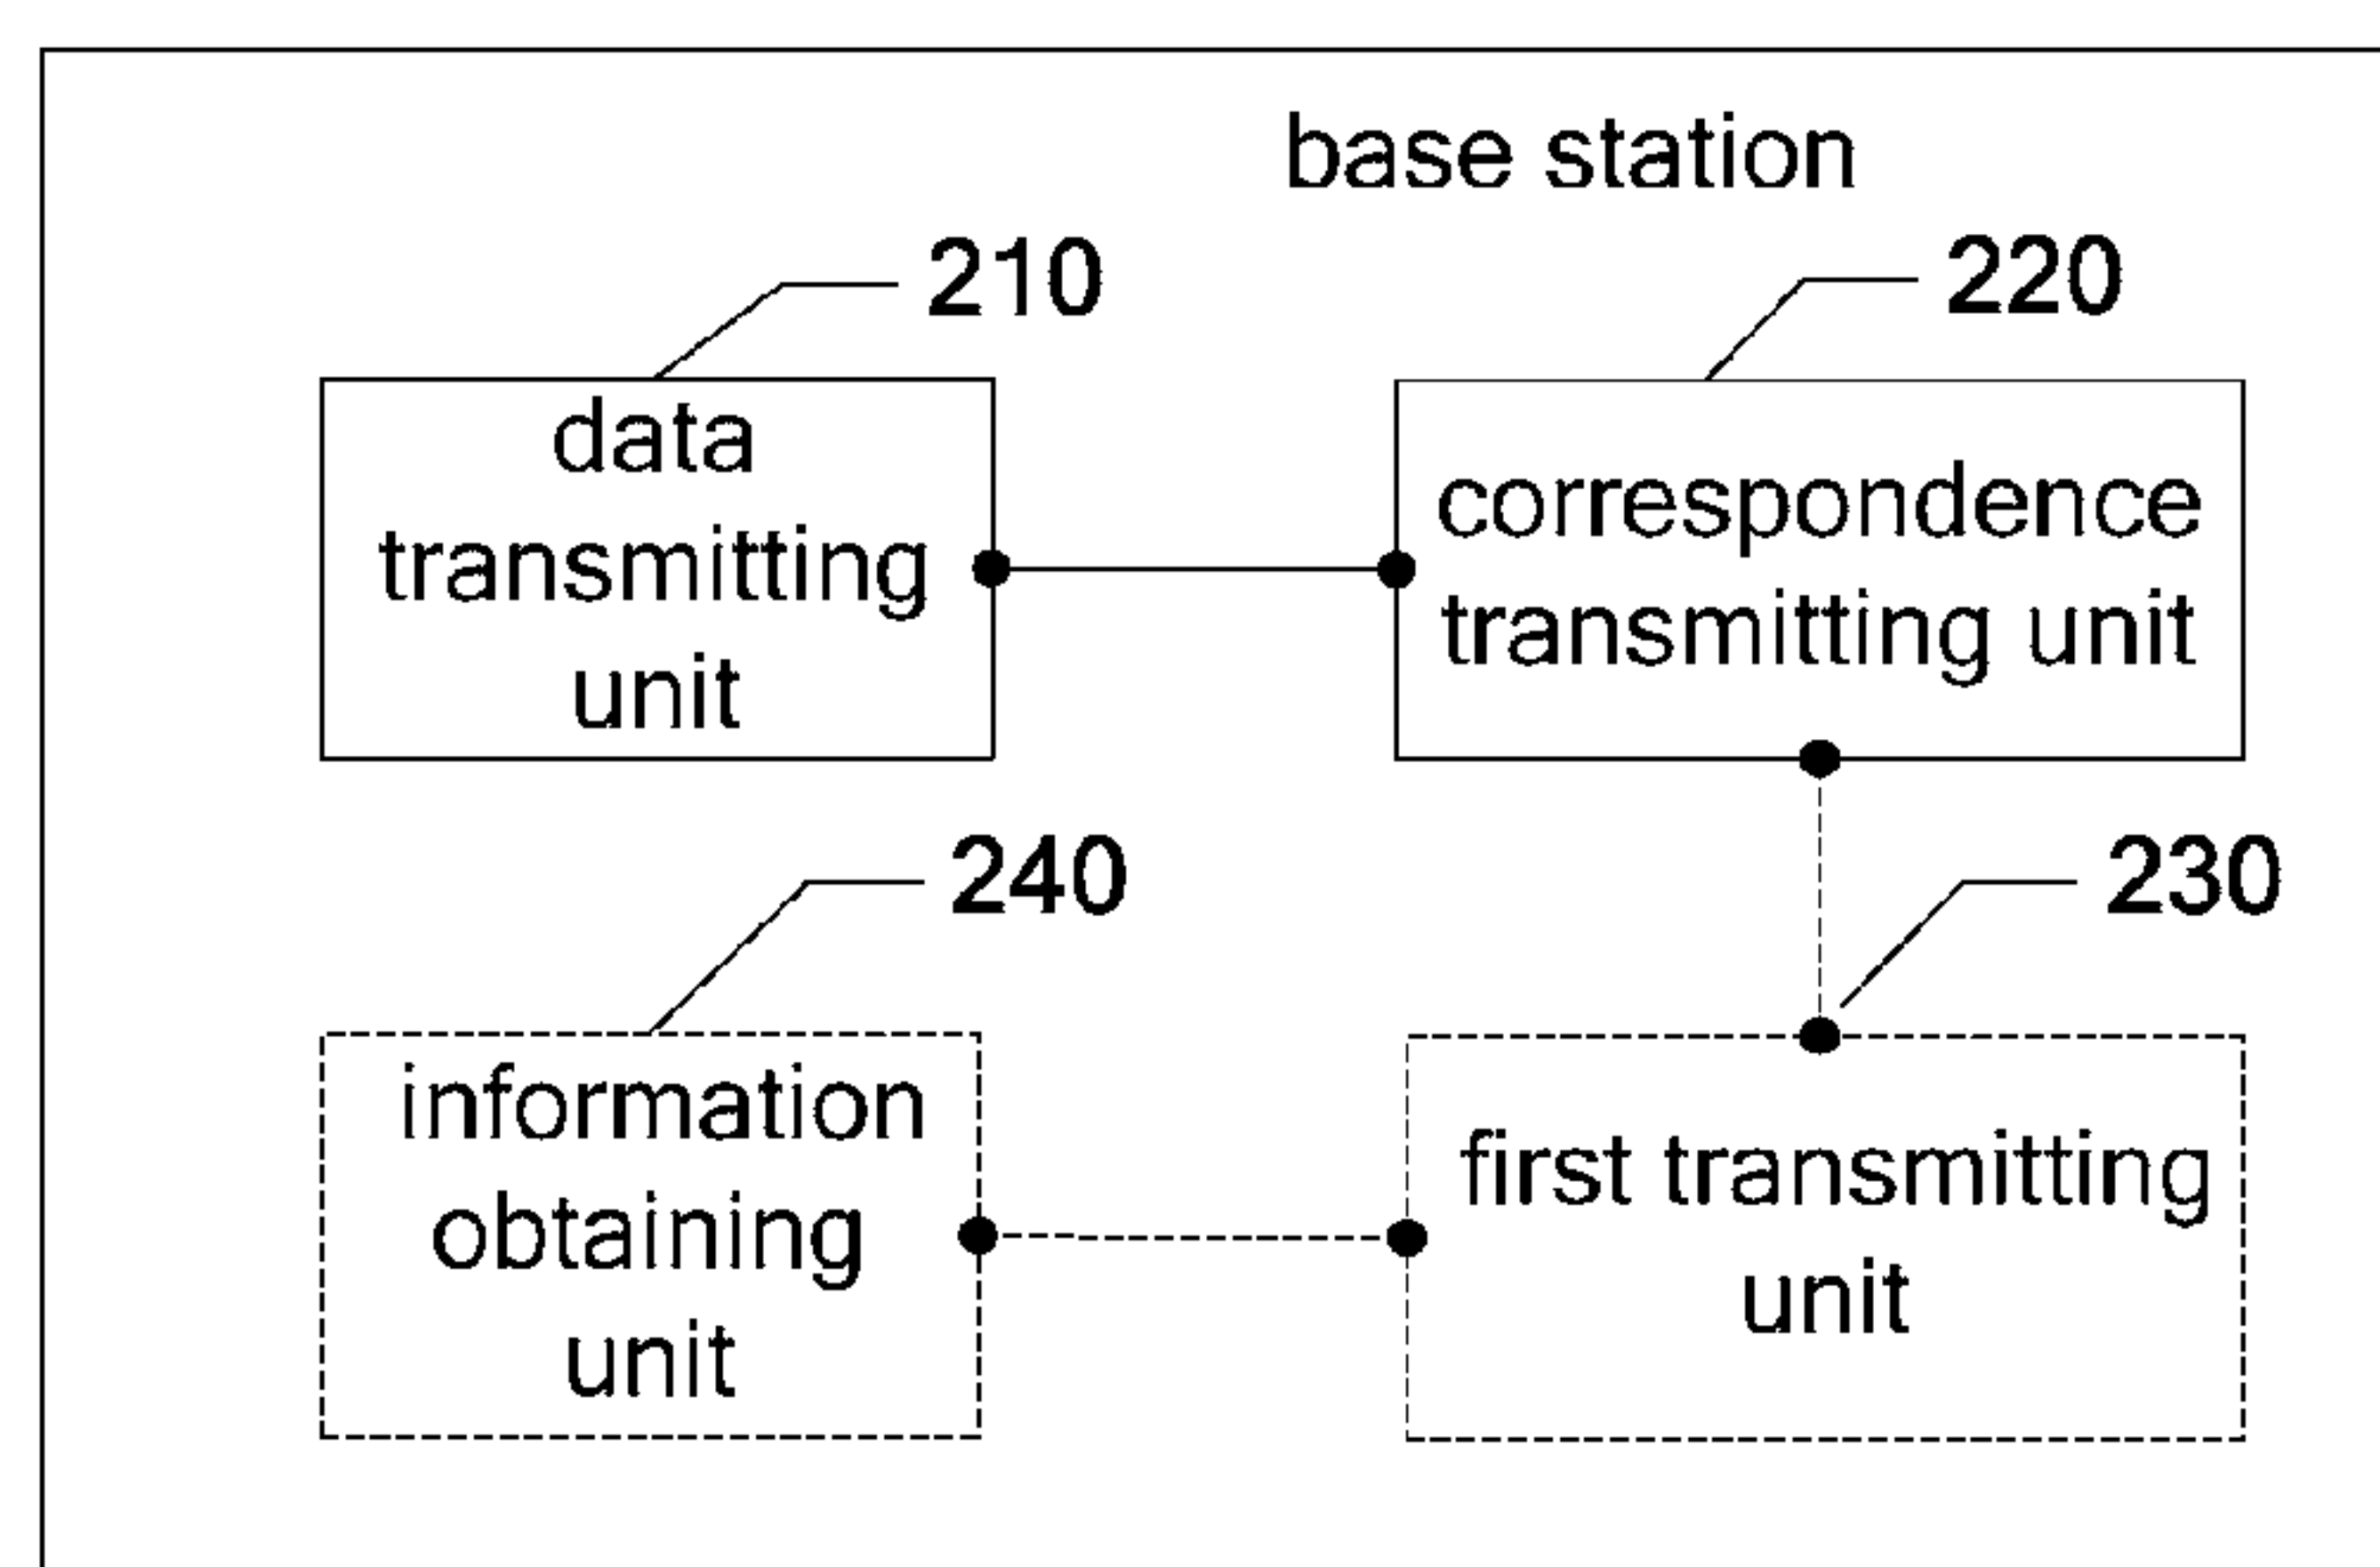 base station
210
220
data
transmitting
unit
correspondence
transmitting unit
240
230
information
obtaining
unit
first transmitting
unit